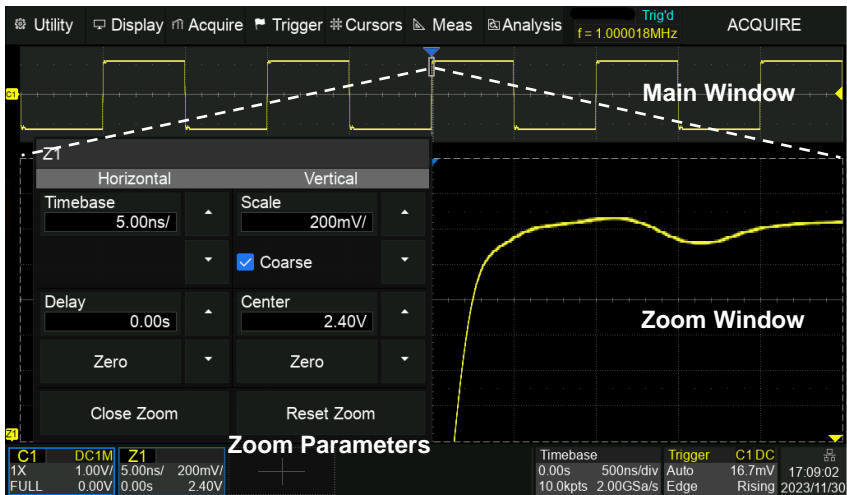 Utility Display Acquire Trigger Cursors Meas Analysis Trig'd ACQUIRE
f = 1.000018MHz
C1
Main Window
Z1
Horizontal Vertical
Timebase Scale
5.00ns/ 200mV/
Coarse
Delay Center
0.00s 2.40V
Zoom Window
Zero Zero
Close Zoom Reset Zoom
Z1
Zoom Parameters
C1 DC1M Z1 Timebase Trigger C1 DC
1X 1.00V/ 5.00ns/ 200mV/ 0.00s 500ns/div Auto 16.7mV 17:09:02
FULL 0.00V 0.00s 2.40V 10.0kpts 2.00GSa/s Edge Rising 2023/11/30